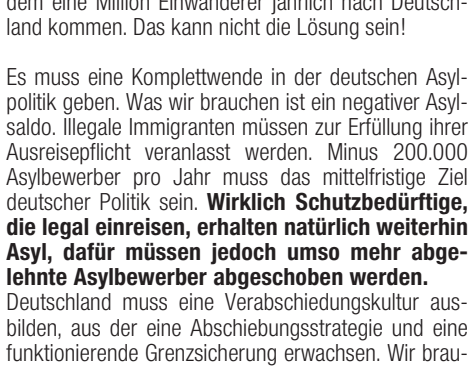 dem eine Million Einwanderer jährlich nach Deutsch-
land kommen. Das kann nicht die Lösung sein!
Es muss eine Komplettwende in der deutschen Asyl-
politik geben. Was wir brauchen ist ein negativer Asyl-
saldo. Illegale Immigranten müssen zur Erfüllung ihrer
Ausreisepflicht veranlasst werden. Minus 200.000
Asylbewerber pro Jahr muss das mittelfristige Ziel
deutscher Politik sein. Wirklich Schutzbedürftige,
die legal einreisen, erhalten natürlich weiterhin
Asyl, dafür müssen jedoch umso mehr abge-
lehnte Asylbewerber abgeschoben werden.
Deutschland muss eine Verabschiedungskultur aus-
bilden, aus der eine Abschiebungsstrategie und eine
funktionierende Grenzsicherung erwachsen. Wir brau-